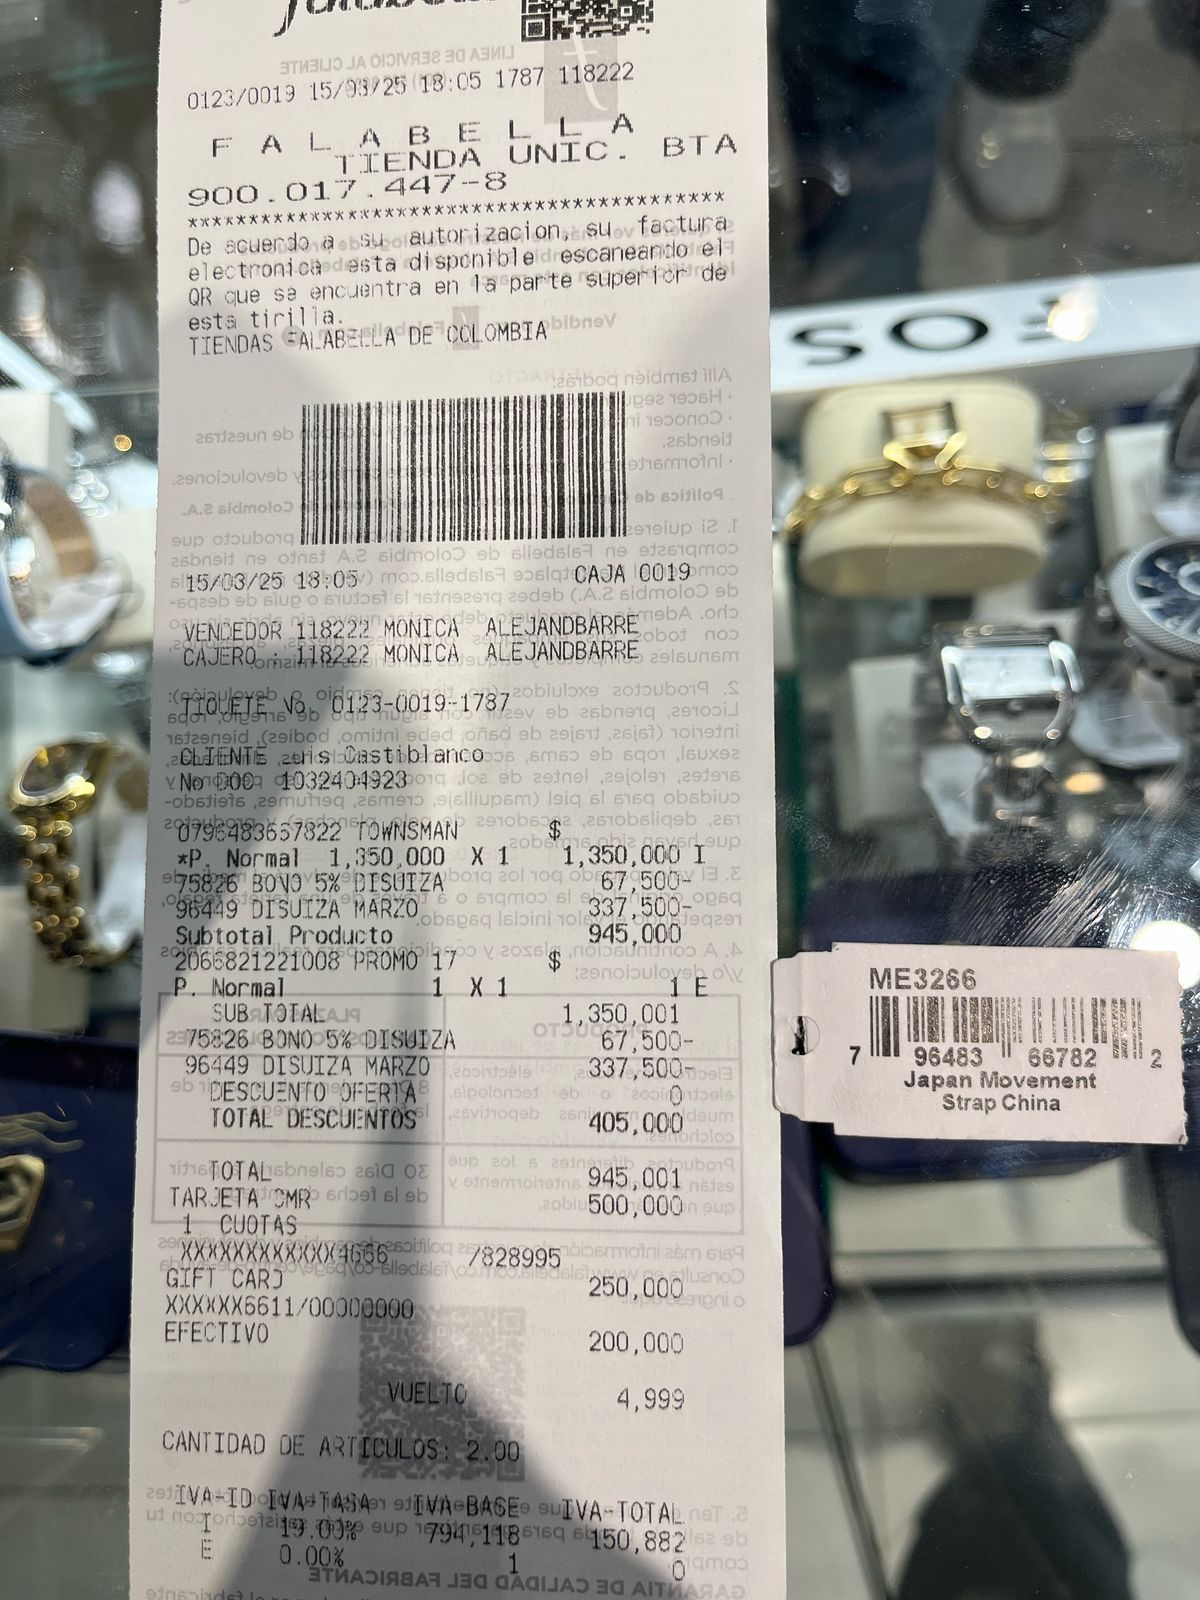 falabella
0123/0019 15/03/25 18:05 1787 118222
F A L A B E L L A
TIENDA UNIC. BTA
900.017.447-8
******************************************
De acuerdo a su autorizacion, su factura
electronica esta disponible escaneando el
QR que se encuentra en la parte superior de
esta tirilla.
TIENDAS FALABELLA DE COLOMBIA
15/03/25 18:05 CAJA 0019
VENDEDOR 118222 MONICA ALEJANDBARRE
CAJERO : 118222 MONICA ALEJANDBARRE
TIQUETE No. 0123-0019-1787
CLIENTE Luis Castiblanco
No DOC 1032404923
0796483667822 TOWNSMAN $
*P. Normal 1,350,000 X 1 1,350,000 I
75826 BONO 5% DISUIZA 67,500-
96449 DISUIZA MARZO 337,500-
Subtotal Producto 945,000
2066821221008 PROMO 17 $
P. Normal 1 X 1 1 E
SUB TOTAL 1,350,001
75826 BONO 5% DISUIZA 67,500-
96449 DISUIZA MARZO 337,500-
DESCUENTO OFERTA 0
TOTAL DESCUENTOS 405,000
TOTAL 945,001
TARJETA CMR 500,000
1 CUOTAS
XXXXXXXXXXXX4666 /828995
GIFT CARD 250,000
XXXXXX6611/00000000
EFECTIVO 200,000
VUELTO 4,999
CANTIDAD DE ARTICULOS: 2.00
IVA-ID IVA-TASA IVA-BASE IVA-TOTAL
I 19.00% 794,118 150,882
E 0.00% 1 0
FOS
ME3266
7 96483 66782 2
Japan Movement
Strap China